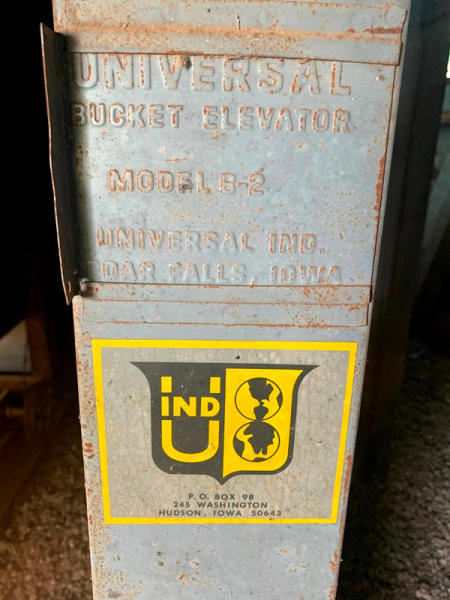 UNIVERSAL
BUCKET ELEVATOR
MODEL B-2
UNIVERSAL IND.
DAR FALLS, IOWA
IND
U
P. O. BOX 98
245 WASHINGTON
HUDSON, IOWA 50643